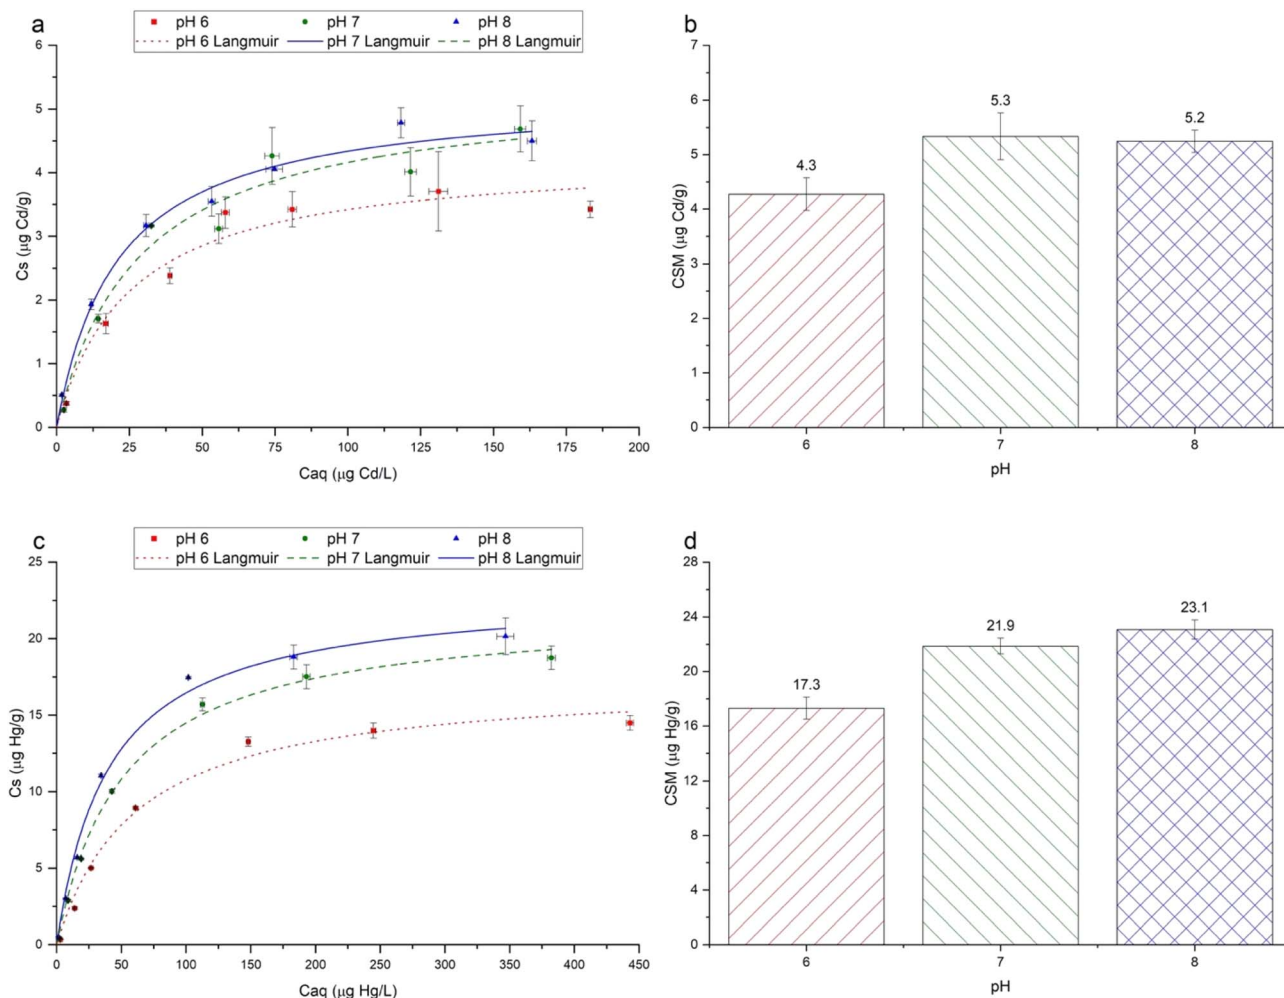 a
pH 6 pH 7 pH 8
pH 6 Langmuir pH 7 Langmuir pH 8 Langmuir
6
5
4
3
2
1
0
Cs (μg Cd/g)
0 25 50 75 100 125 150 175 200
Caq (μg Cd/L)
b
7
6
5
4
3
2
1
0
CSM (μg Cd/g)
4.3 5.3 5.2
6 7 8
pH
c
pH 6 pH 7 pH 8
pH 6 Langmuir pH 7 Langmuir pH 8 Langmuir
25
20
15
10
5
0
Cs (μg Hg/g)
0 50 100 150 200 250 300 350 400 450
Caq (μg Hg/L)
d
28
24
20
16
12
8
4
0
CSM (μg Hg/g)
17.3 21.9 23.1
6 7 8
pH